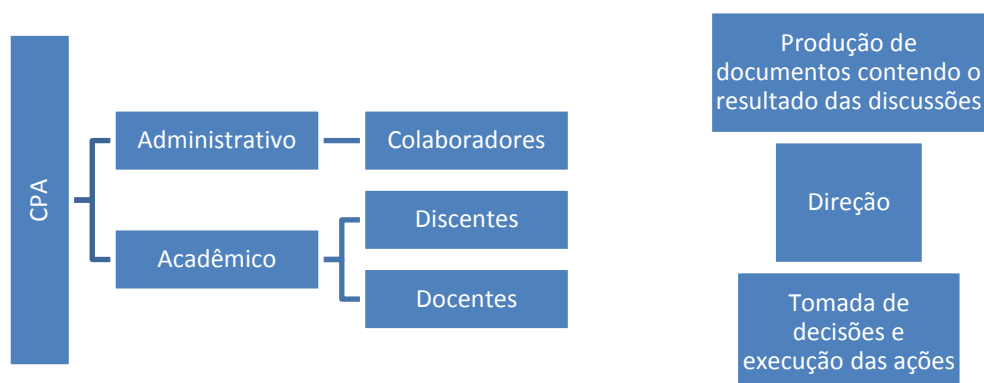 CPA
Administrativo
Colaboradores
Acadêmico
Discentes
Docentes
Produção de
documentos contendo o
resultado das discussões
Direção
Tomada de
decisões e
execução das ações